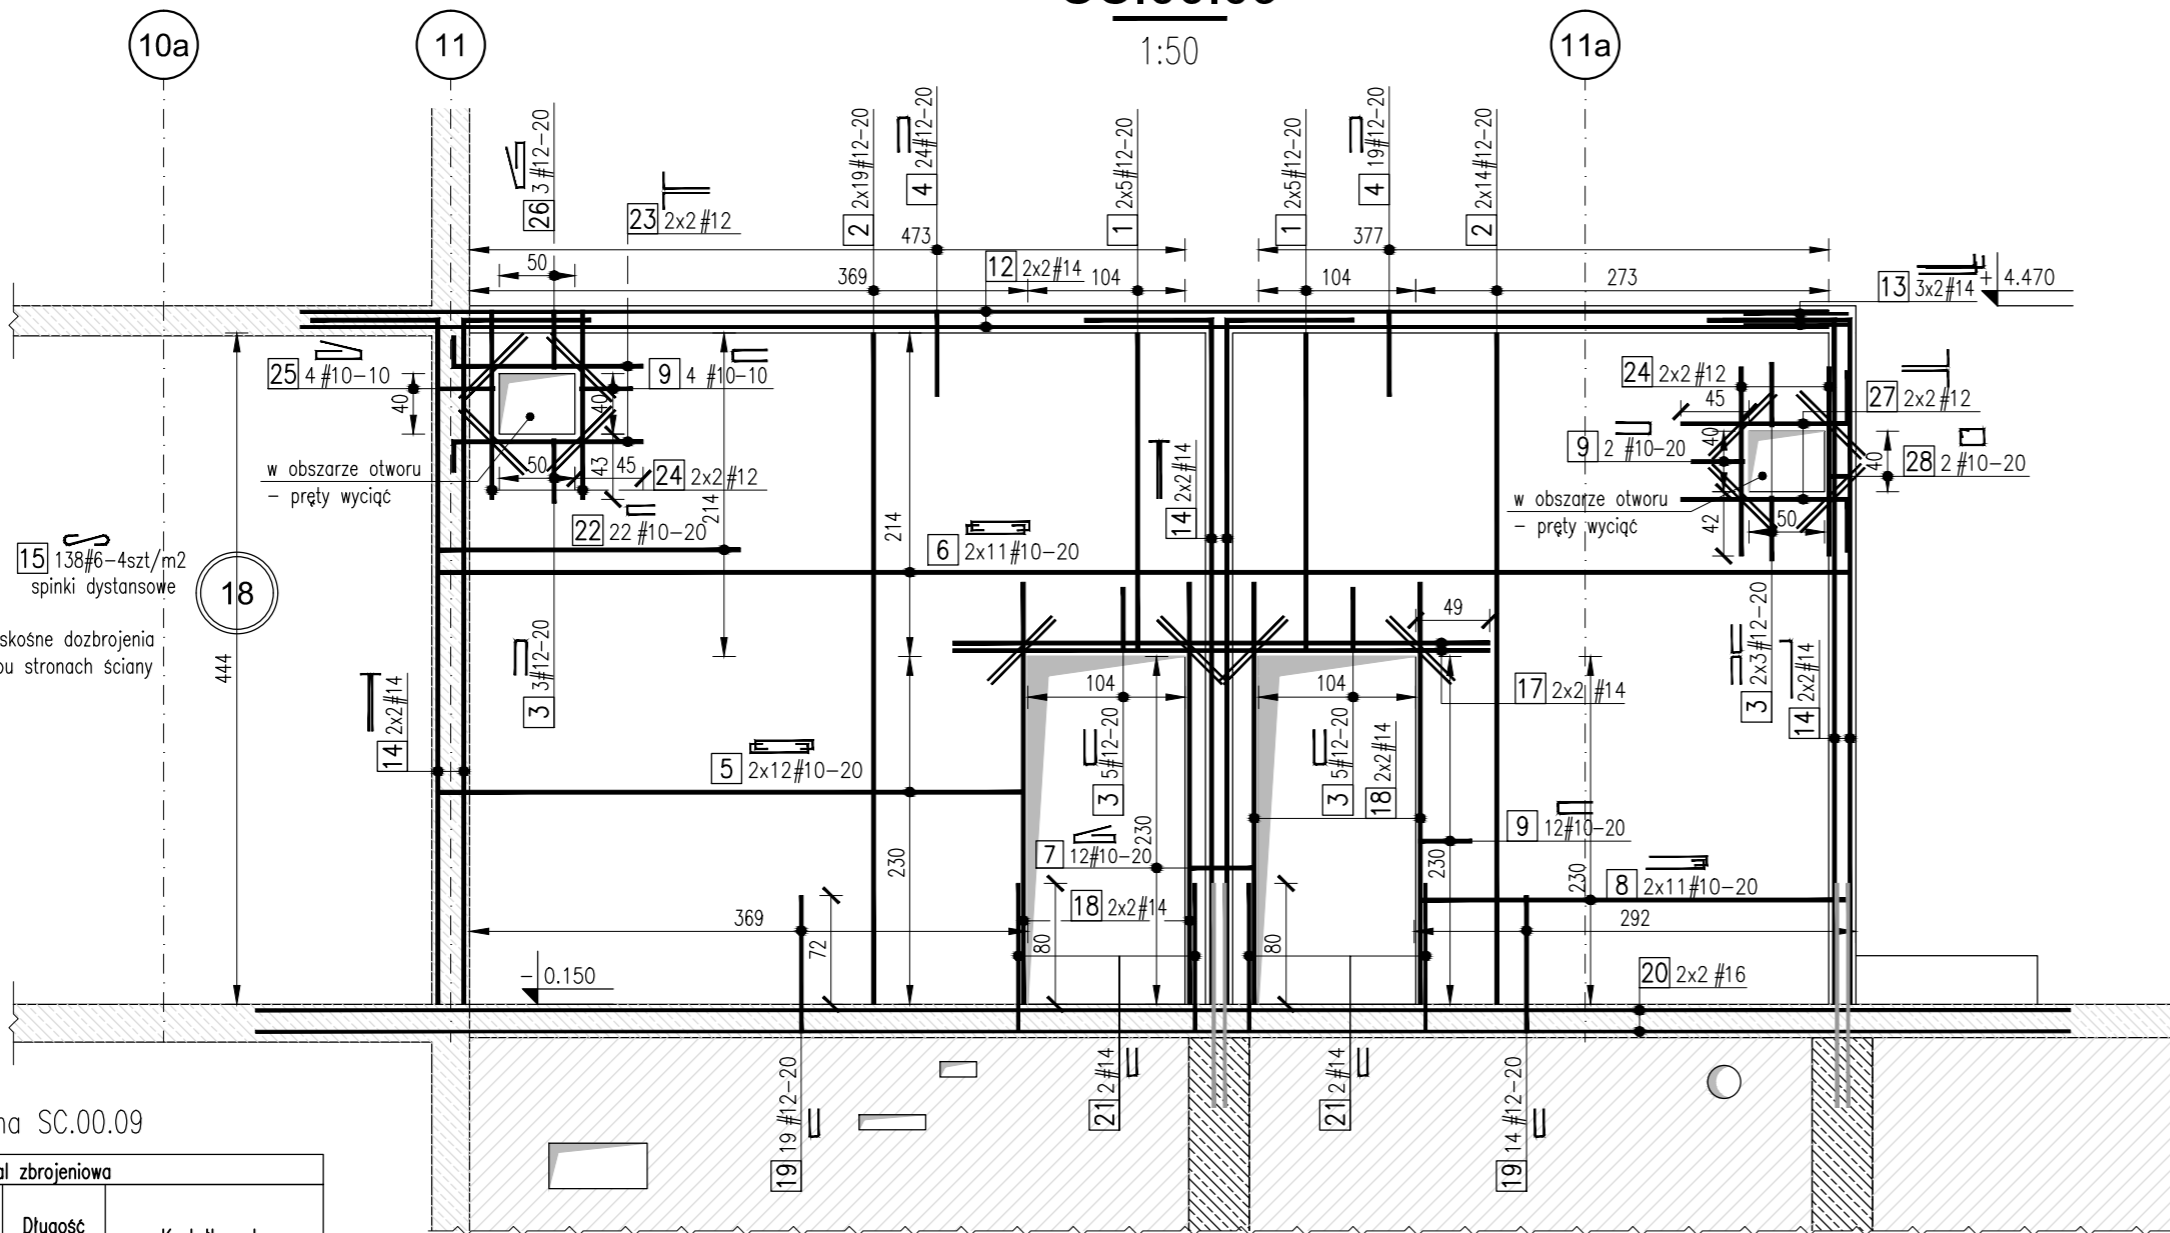 1:50
10a
11
11a
26 3 #12-20
23 2x2 #12
2 2x19#12-20
4 24#12-20
1 2x5#12-20
1 2x5#12-20
4 19#12-20
2 2x14#12-20
473
377
50
369
12 2x2#14
104
104
273
13 3x2#14
+ 4.470
25 4 #10-10
9 4 #10-10
40
40
24 2x2 #12
45
27 2x2 #12
9 2 #10-20
40
40
28 2 #10-20
w obszarze otworu
- pręty wyciąć
50
43
45
24 2x2 #12
214
214
14 2x2#14
w obszarze otworu
- pręty wyciąć
42
50
22 22 #10-20
6 2x11#10-20
15 138#6-4szt/m2
spinki dystansowe
18
skośne dozbrojenia
ou stronach ściany
444
3 3#12-20
49
3 2x3#12-20
14 2x2#14
14 2x2#14
104
104
17 2x2 #14
5 2x12#10-20
3 5#12-20
3 5#12-20
18 2x2#14
230
7 12#10-20
230
9 12#10-20
230
230
8 2x11#10-20
18 2x2#14
369
72
80
80
292
- 0.150
20 2x2 #16
19 19 #12-20
21 2 #14
21 2 #14
19 14 #12-20
na SC.00.09
al zbrojeniowa
Długość